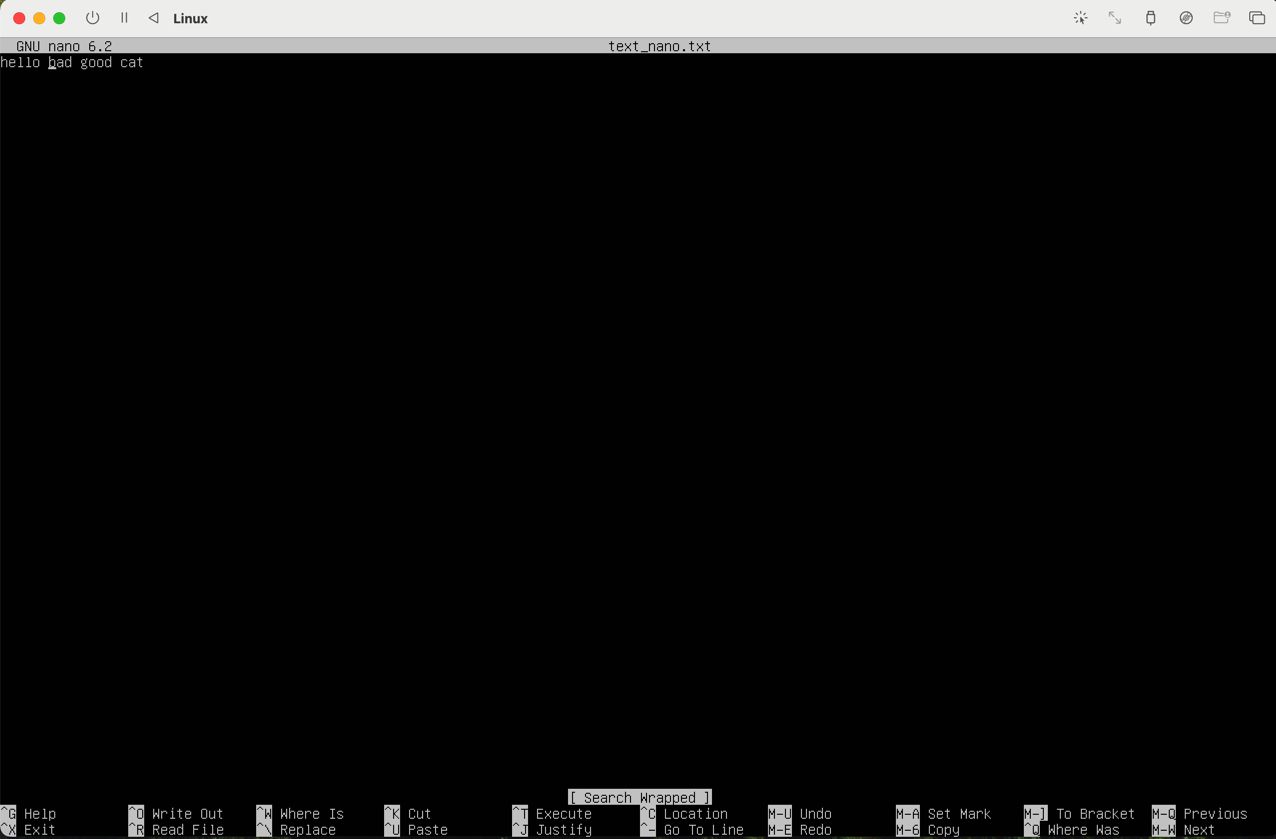 Linux
GNU nano 6.2 text_nano.txt
hello bad good cat
[ Search Wrapped ]
^G Help ^O Write Out ^W Where Is ^K Cut ^T Execute ^C Location M-U Undo M-A Set Mark M-] To Bracket M-Q Previous
^X Exit ^R Read File ^\ Replace ^U Paste ^J Justify ^_ Go To Line M-E Redo M-6 Copy ^Q Where Was M-W Next